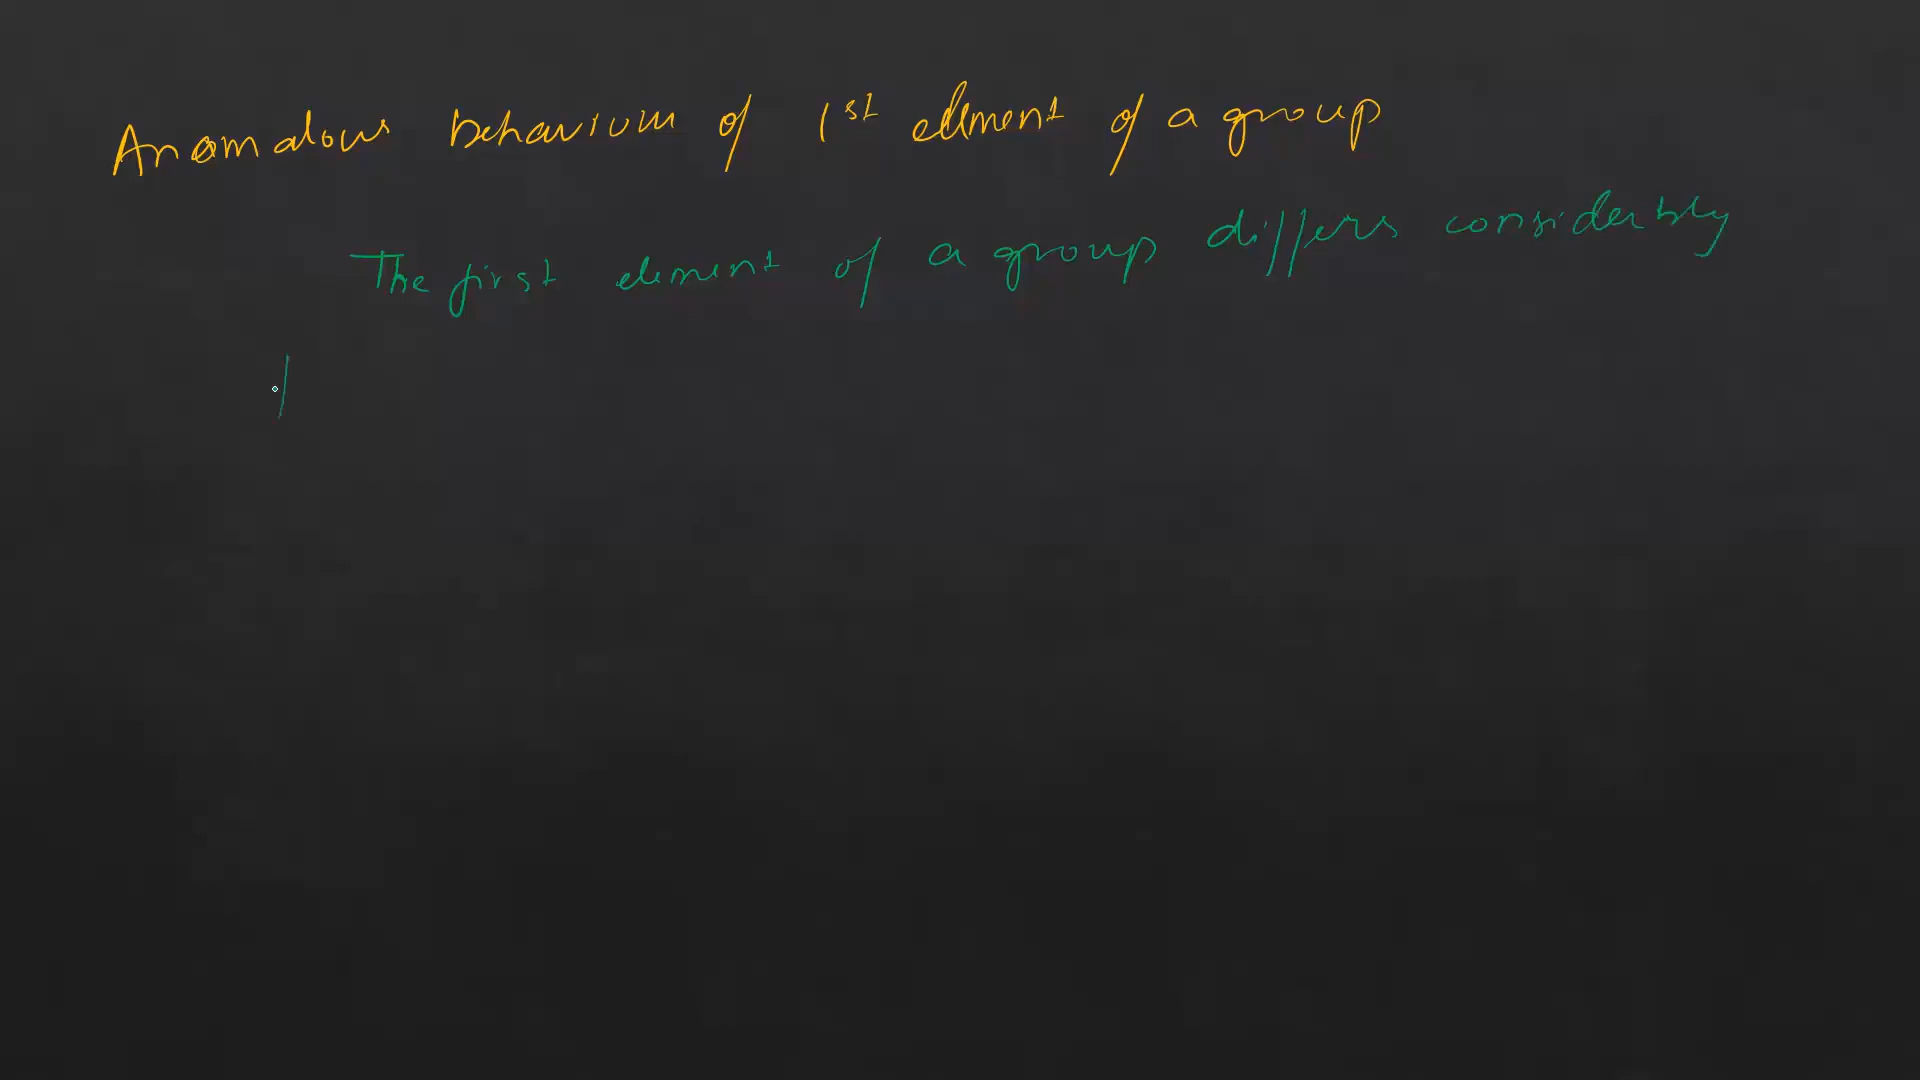 Anomalous behaviour of 1st element of a group
The first element of a group differs considerably